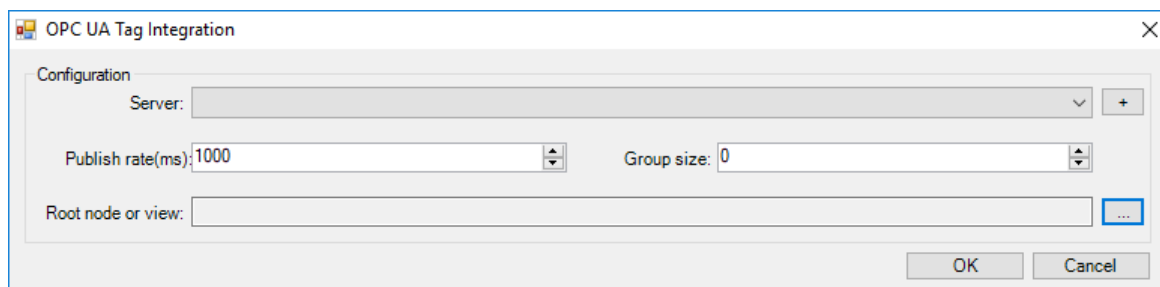 OPC UA Tag Integration
Configuration
Server: +
Publish rate(ms): 1000 Group size: 0
Root node or view: ...
OK Cancel